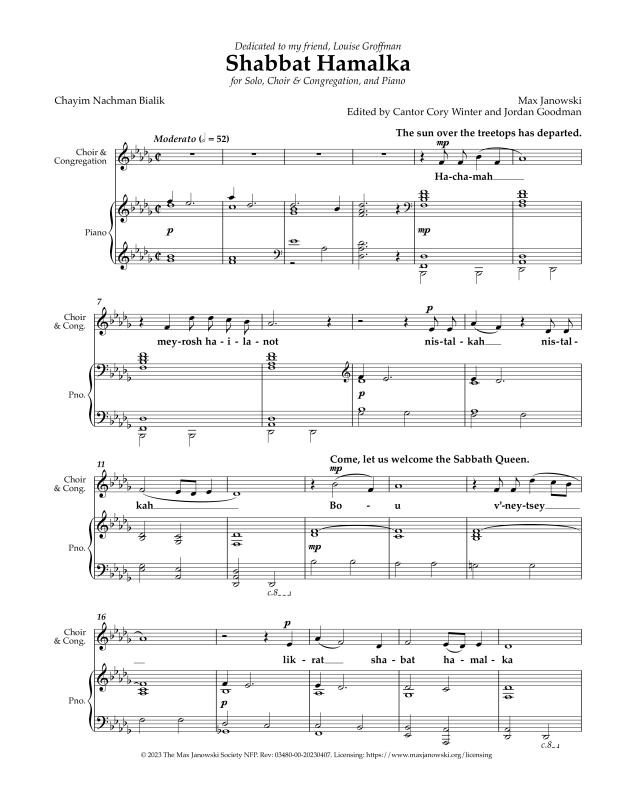 Dedicated to my friend, Louise Groffman
Shabbat Hamalka
for Solo, Choir & Congregation, and Piano
Chayim Nachman Bialik
Max Janowski
Edited by Cantor Cory Winter and Jordan Goodman
The sun over the treetops has departed.
Moderato (𝅗𝅥 = 52)
mp
Choir &
Congregation
Ha-cha-mah
Piano
p
mp
7
p
Choir
& Cong.
mey-rosh ha - i - la - not nis-tal - kah nis-tal -
Pno.
p
Come, let us welcome the Sabbath Queen.
11
mp
Choir
& Cong.
kah Bo - u v'-ney-tsey
Pno.
mp
c.8
16
p
Choir
& Cong.
lik - rat sha - bat ha - mal - ka
Pno.
p
c.8
© 2023 The Max Janowski Society NFP. Rev: 03480-00-20230407. Licensing: https://www.maxjanowski.org/licensing